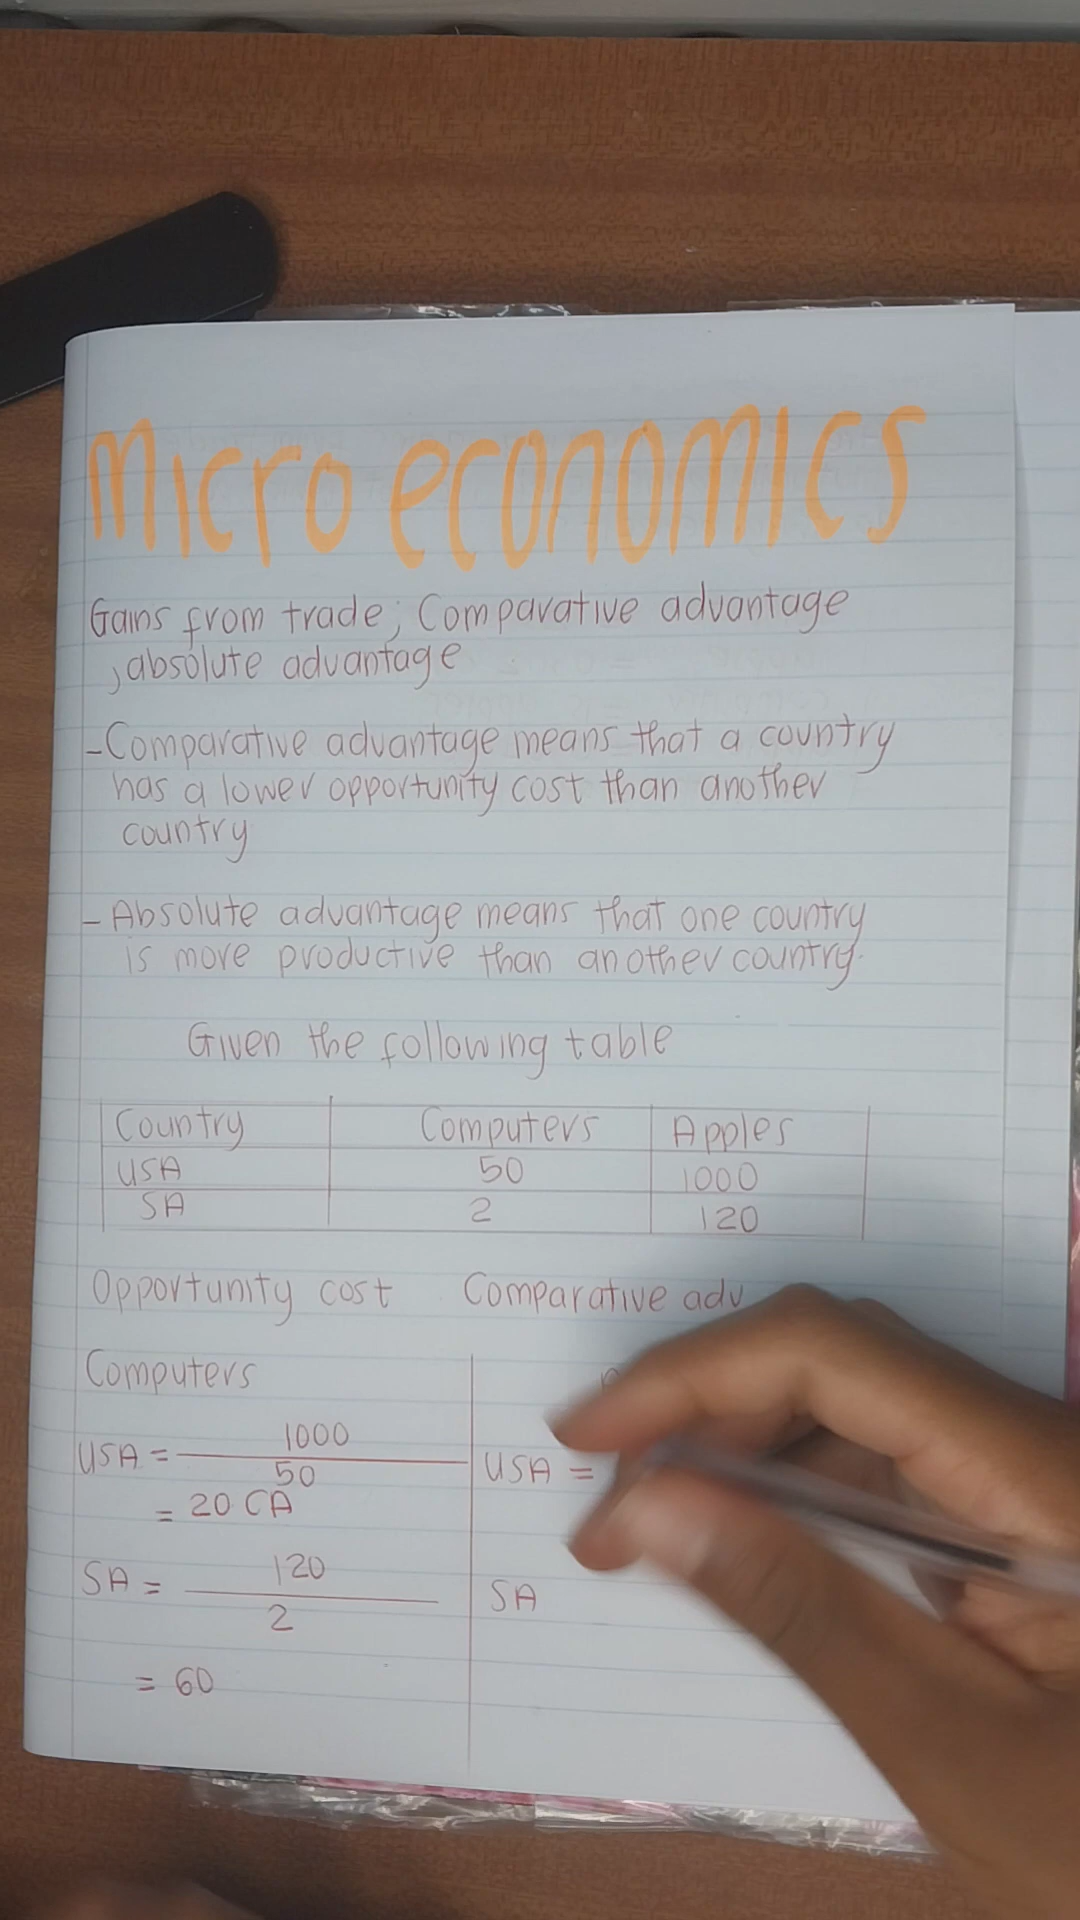 Microeconomics
Gains from trade; Comparative advantage
, absolute advantage
- Comparative advantage means that a country
has a lower opportunity cost than another
country
- Absolute advantage means that one country
is more productive than another country.
Given the following table
Country Computers Apples
USA 50 1000
SA 2 120
Opportunity cost Comparative adv
Computers
USA = 1000
50
= 20 CA
SA = 120
2
= 60
USA =
SA